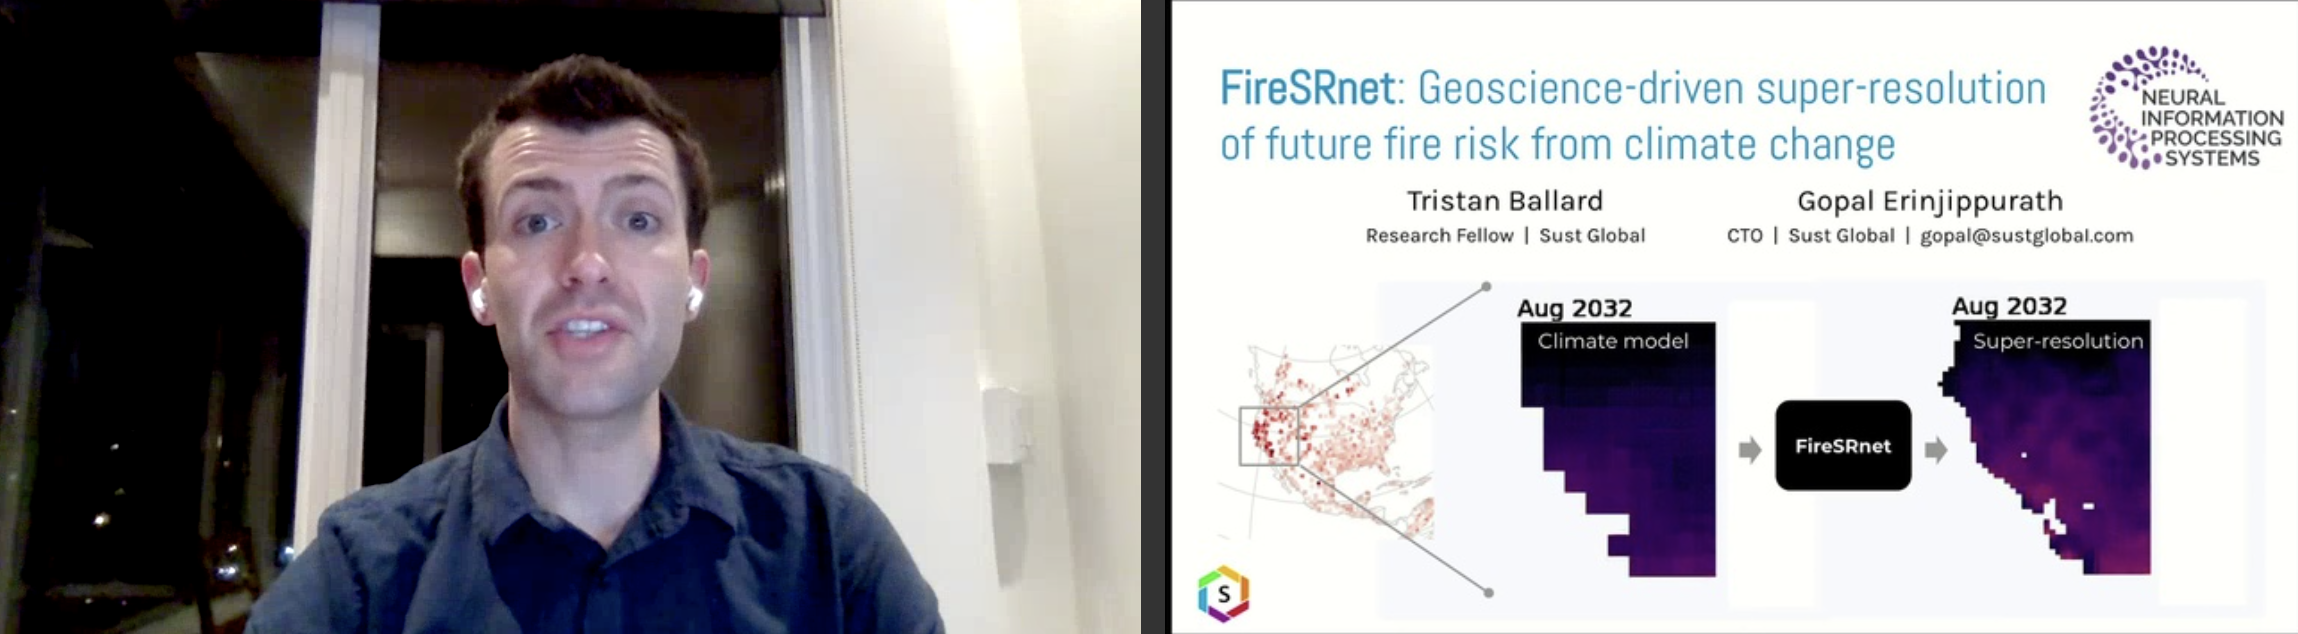 FireSRnet: Geoscience-driven super-resolution
of future fire risk from climate change
NEURAL
INFORMATION
PROCESSING
SYSTEMS
Tristan Ballard
Research Fellow | Sust Global
Gopal Erinjippurath
CTO | Sust Global | gopal@sustglobal.com
Aug 2032
Climate model
FireSRnet
Aug 2032
Super-resolution
S